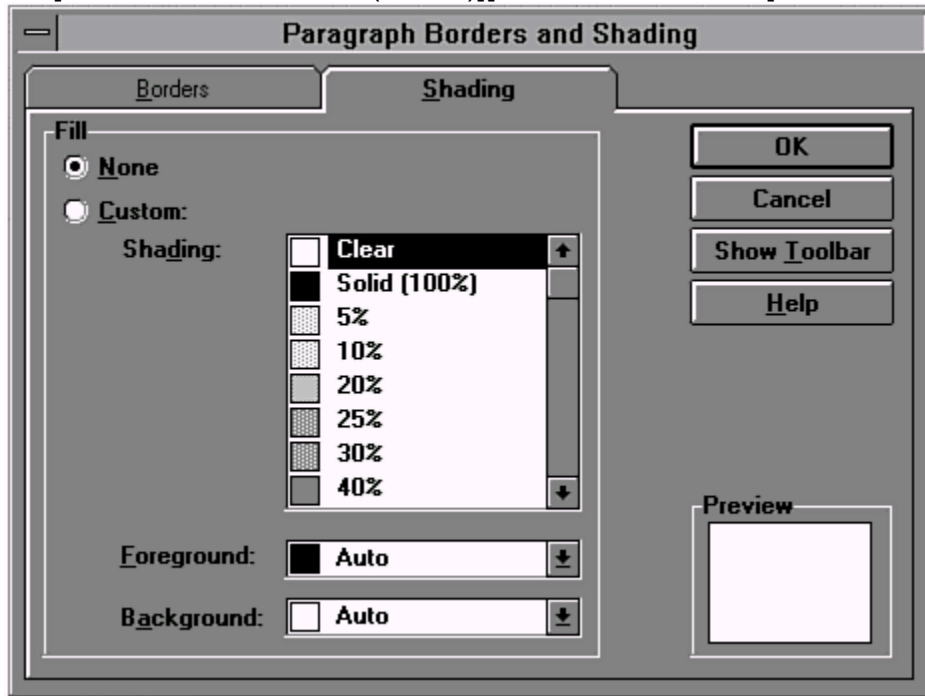 Paragraph Borders and Shading
Borders
Shading
Fill
None
Custom:
Shading:
Clear
Solid (100%)
5%
10%
20%
25%
30%
40%
Foreground:
Auto
Background:
Auto
OK
Cancel
Show Toolbar
Help
Preview